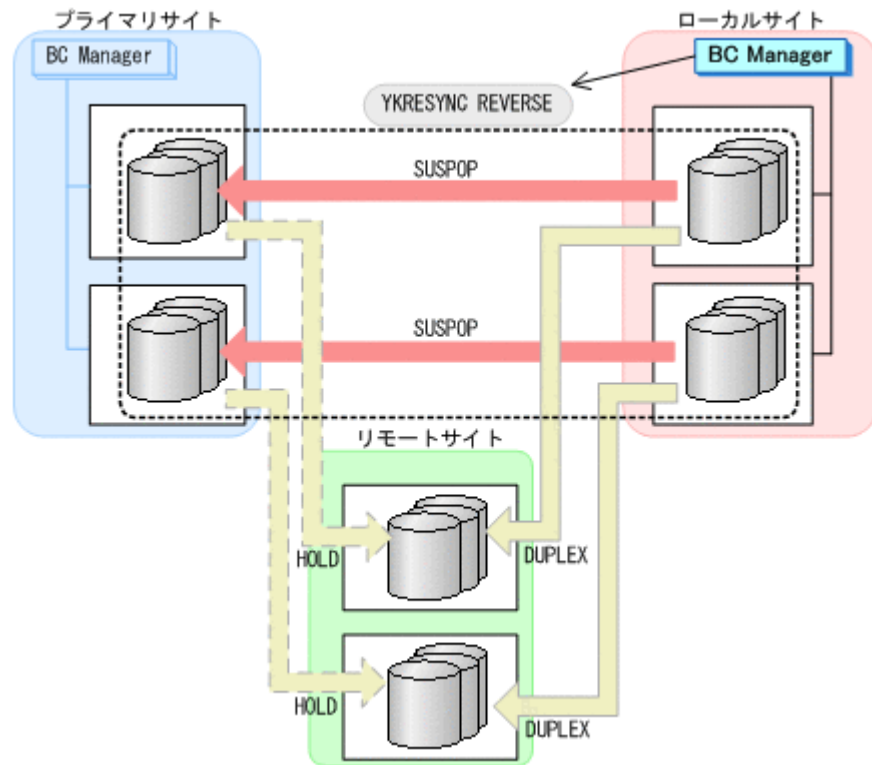 プライマリサイト
ローカルサイト
BC Manager
BC Manager
YKRESYNC REVERSE
SUSPOP
SUSPOP
リモートサイト
HOLD
DUPLEX
HOLD
DUPLEX